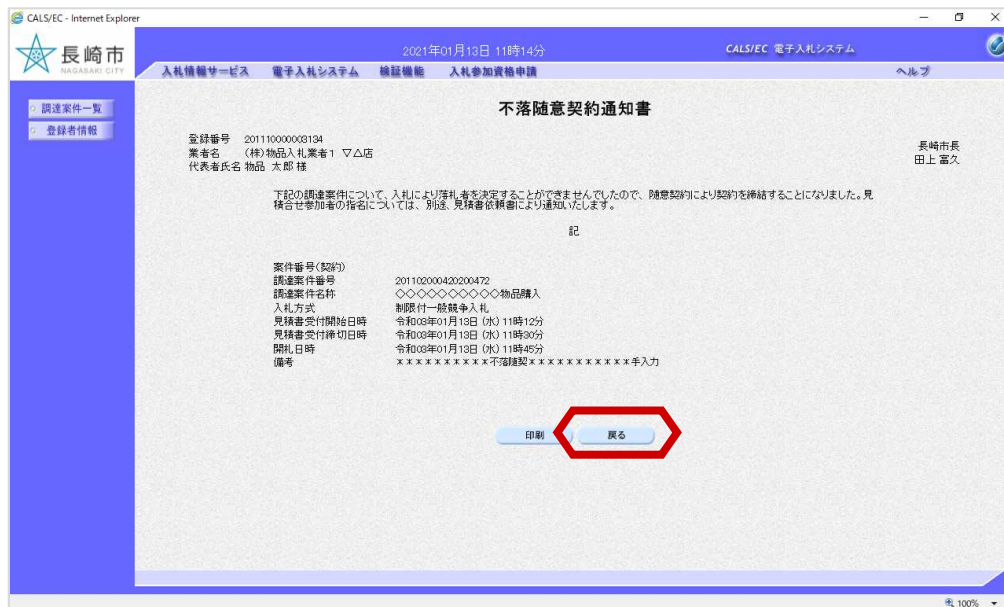 CALS/EC - Internet Explorer
長崎市
NAGASAKI CITY
2021年01月13日 11時14分
CALS/EC 電子入札システム
入札情報サービス 電子入札システム 検証機能 入札参加資格申請 ヘルプ
調達案件一覧
登録者情報
不落随意契約通知書
登録番号 201110000003134
業者名 (株)物品入札業者1 ▽△店
代表者氏名 物品 太郎 様
長崎市長
田上 富久
下記の調達案件について、入札により落札者を決定することができませんでしたので、随意契約により契約を締結することになりました。見
積合せ参加者の指名については、別途、見積書依頼書により通知いたします。
記
案件番号(契約)
調達案件番号 201102000420200472
調達案件名称 ◇◇◇◇◇◇◇◇◇◇物品購入
入札方式 制限付一般競争入札
見積書受付開始日時 令和03年01月13日 (水) 11時12分
見積書受付締切日時 令和03年01月13日 (水) 11時30分
開札日時 令和03年01月13日 (水) 11時45分
備考 ××××××××××不落随契×××××××××××手入力
印刷 戻る
100%